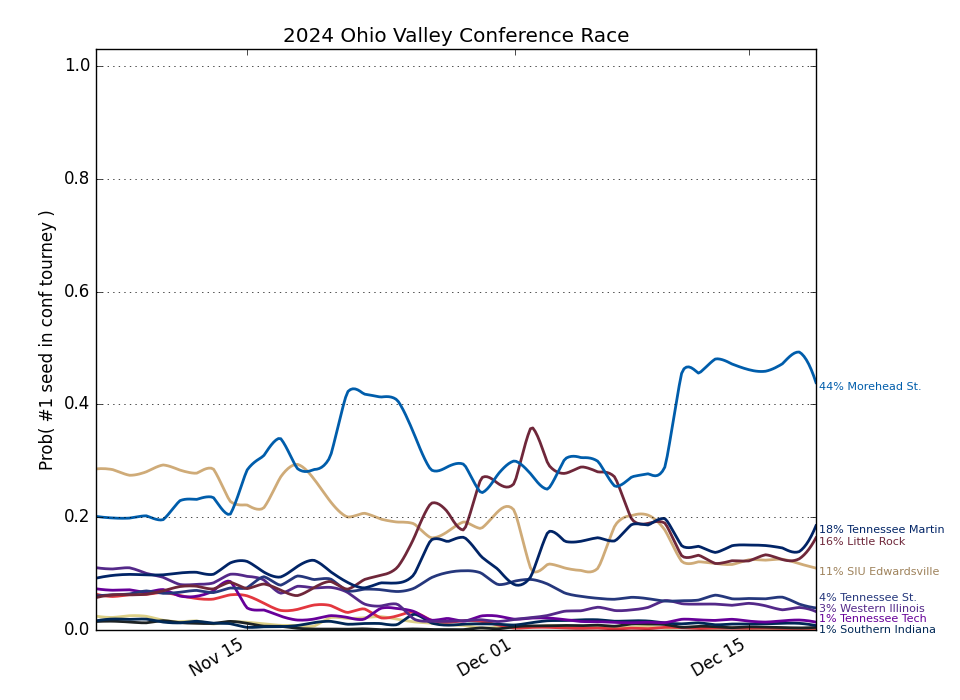 2024 Ohio Valley Conference Race
Prob( #1 seed in conf tourney )
1.0
0.8
0.6
0.4
0.2
0.0
Nov 15
Dec 01
Dec 15
44% Morehead St.
18% Tennessee Martin
16% Little Rock
11% SIU Edwardsville
4% Tennessee St.
3% Western Illinois
1% Tennessee Tech
1% Southern Indiana